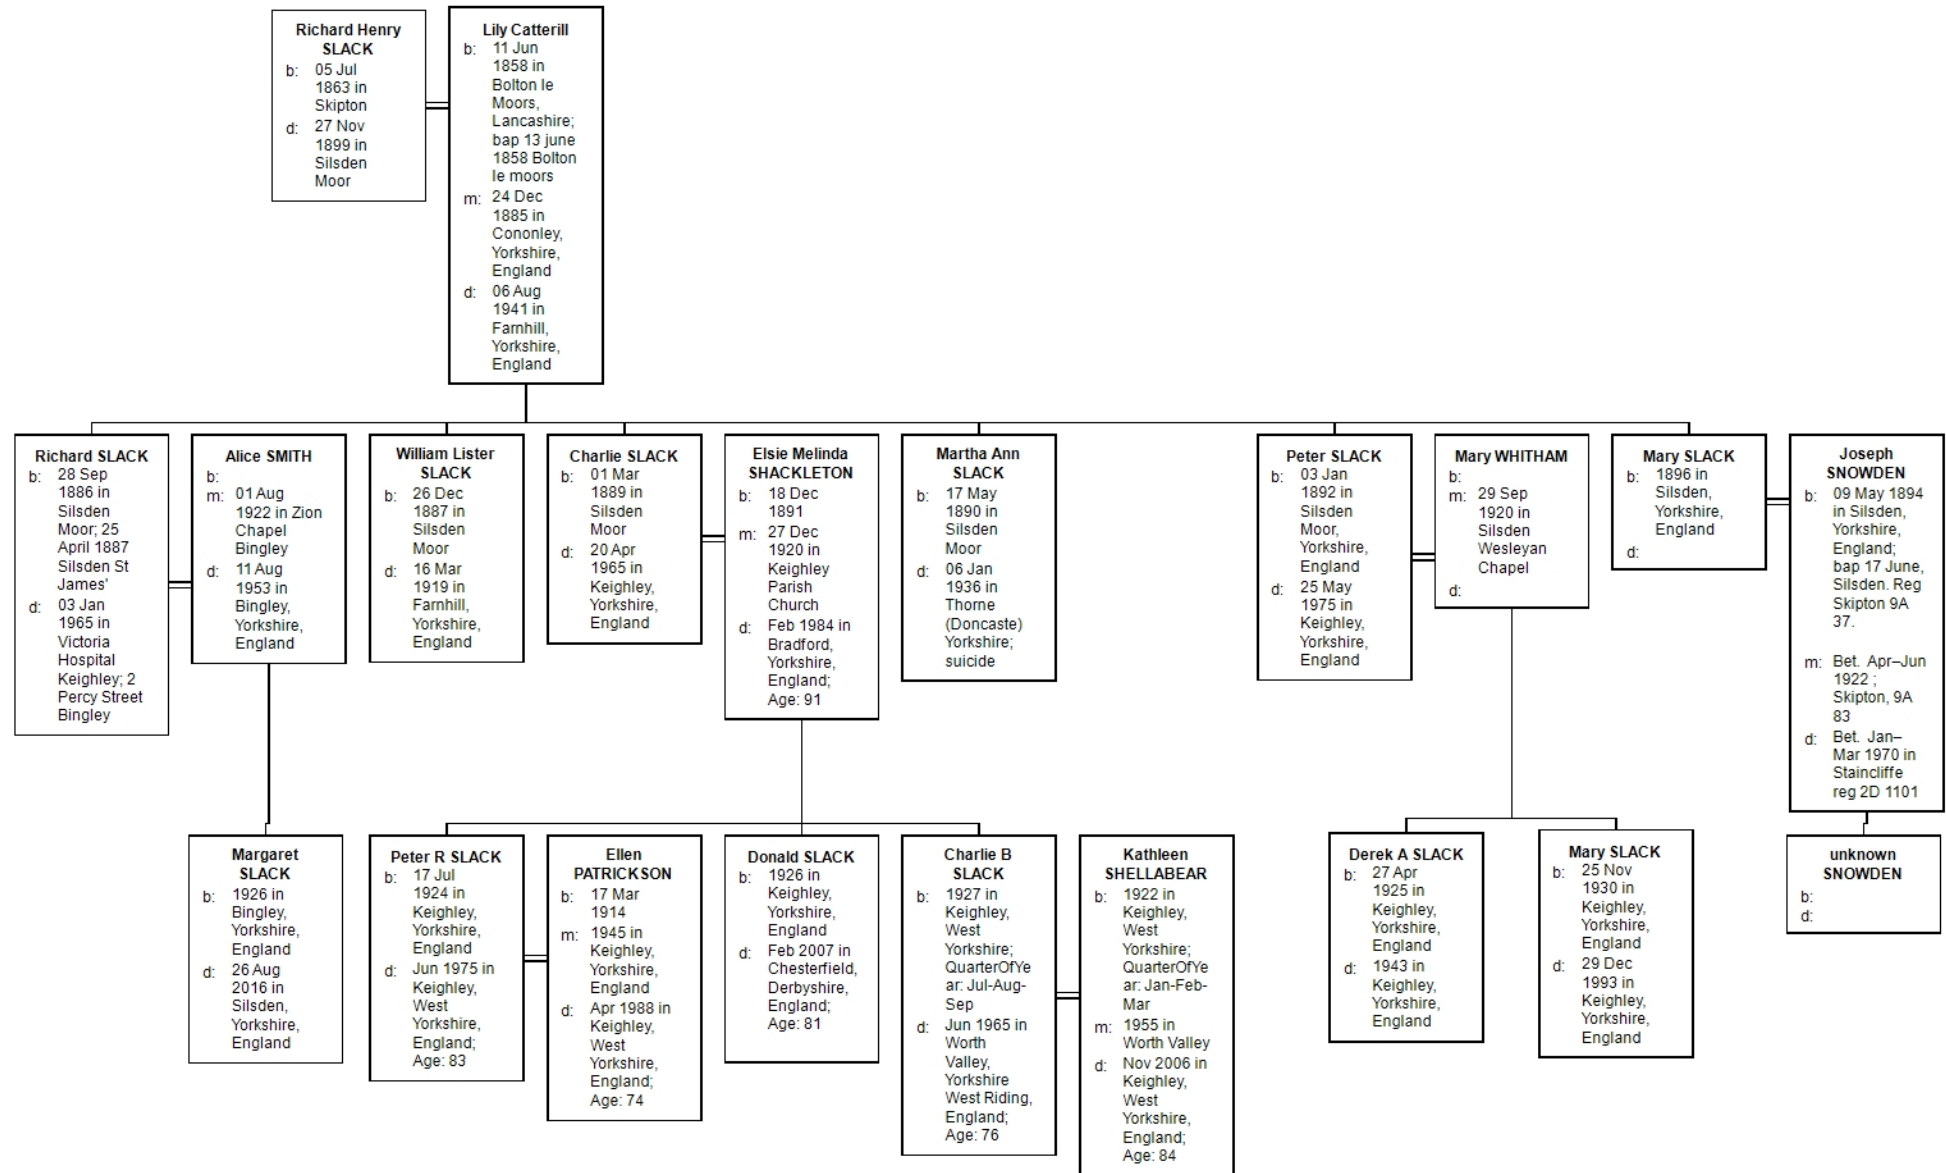 Richard Henry
SLACK
b: 05 Jul
1863 in
Skipton
d: 27 Nov
1899 in
Silsden
Moor
Lily Catterill
b: 11 Jun
1858 in
Bolton le
Moors,
Lancashire;
bap 13 june
1858 Bolton
le moors
m: 24 Dec
1885 in
Cononley,
Yorkshire,
England
d: 06 Aug
1941 in
Farnhill,
Yorkshire,
England
Richard SLACK
b: 28 Sep
1886 in
Silsden
Moor; 25
April 1887
Silsden St
James'
d: 03 Jan
1965 in
Victoria
Hospital
Keighley; 2
Percy Street
Bingley
Alice SMITH
b:
m: 01 Aug
1922 in Zion
Chapel
Bingley
d: 11 Aug
1953 in
Bingley,
Yorkshire,
England
William Lister
SLACK
b: 26 Dec
1887 in
Silsden
Moor
d: 16 Mar
1919 in
Farnhill,
Yorkshire,
England
Charlie SLACK
b: 01 Mar
1889 in
Silsden
Moor
d: 20 Apr
1965 in
Keighley,
Yorkshire,
England
Elsie Melinda
SHACKLETON
b: 18 Dec
1891
m: 27 Dec
1920 in
Keighley
Parish
Church
d: Feb 1984 in
Bradford,
Yorkshire,
England;
Age: 91
Martha Ann
SLACK
b: 17 May
1890 in
Silsden
Moor
d: 06 Jan
1936 in
Thorne
(Doncaste)
Yorkshire;
suicide
Peter SLACK
b: 03 Jan
1892 in
Silsden
Moor,
Yorkshire,
England
d: 25 May
1975 in
Keighley,
Yorkshire,
England
Mary WHITHAM
b:
m: 29 Sep
1920 in
Silsden
Wesleyan
Chapel
d:
Mary SLACK
b: 1896 in
Silsden,
Yorkshire,
England
d:
Joseph
SNOWDEN
b: 09 May 1894
in Silsden,
Yorkshire,
England;
bap 17 June,
Silsden. Reg
Skipton 9A
37.
m: Bet. Apr–Jun
1922 ;
Skipton, 9A
83
d: Bet. Jan–
Mar 1970 in
Staincliffe
reg 2D 1101
Margaret
SLACK
b: 1926 in
Bingley,
Yorkshire,
England
d: 26 Aug
2016 in
Silsden,
Yorkshire,
England
Peter R SLACK
b: 17 Jul
1924 in
Keighley,
Yorkshire,
England
d: Jun 1975 in
Keighley,
West
Yorkshire,
England;
Age: 83
Ellen
PATRICKSON
b: 17 Mar
1914
m: 1945 in
Keighley,
Yorkshire,
England
d: Apr 1988 in
Keighley,
West
Yorkshire,
England;
Age: 74
Donald SLACK
b: 1926 in
Keighley,
Yorkshire,
England
d: Feb 2007 in
Chesterfield,
Derbyshire,
England;
Age: 81
Charlie B
SLACK
b: 1927 in
Keighley,
West
Yorkshire;
QuarterOfYe
ar: Jul-Aug-
Sep
d: Jun 1965 in
Worth
Valley,
Yorkshire
West Riding,
England;
Age: 76
Kathleen
SHELLABEAR
b: 1922 in
Keighley,
West
Yorkshire;
QuarterOfYe
ar: Jan-Feb-
Mar
m: 1955 in
Worth Valley
d: Nov 2006 in
Keighley,
West
Yorkshire,
England;
Age: 84
Derek A SLACK
b: 27 Apr
1925 in
Keighley,
Yorkshire,
England
d: 1943 in
Keighley,
Yorkshire,
England
Mary SLACK
b: 25 Nov
1930 in
Keighley,
Yorkshire,
England
d: 29 Dec
1993 in
Keighley,
Yorkshire,
England
unknown
SNOWDEN
b:
d: